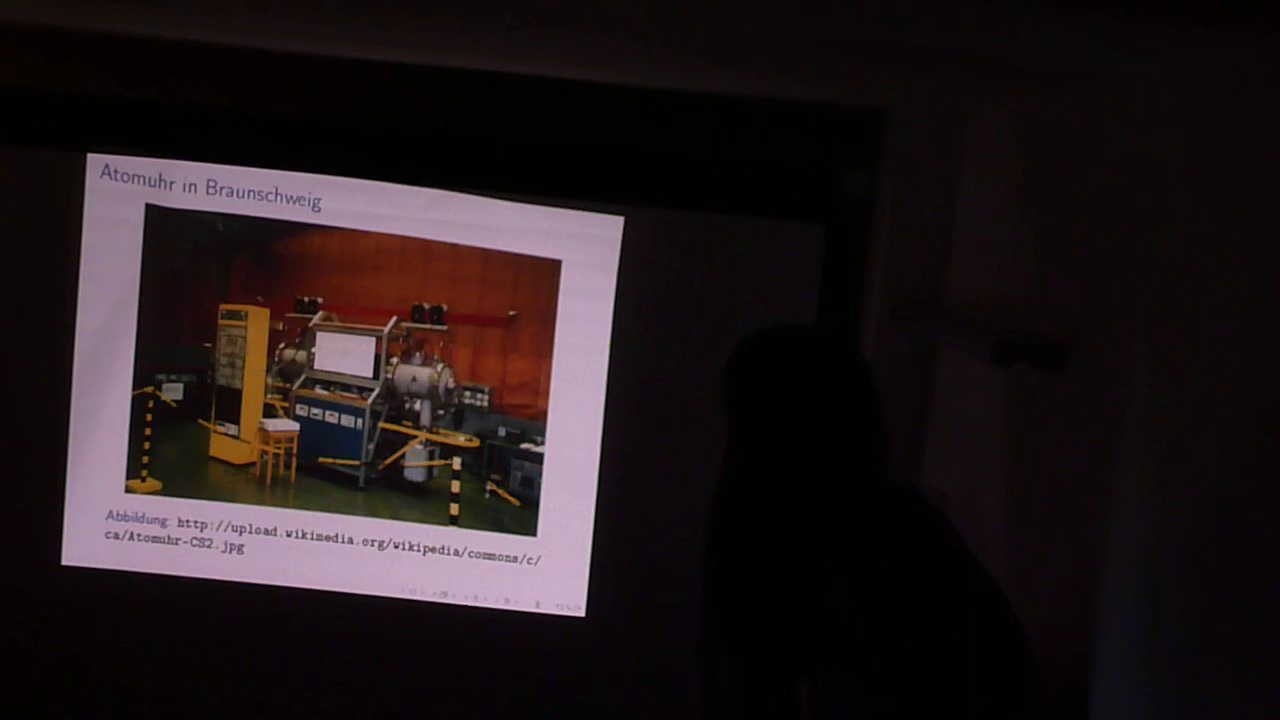 Atomuhr in Braunschweig
Abbildung: http://upload.wikimedia.org/wikipedia/commons/c/
ca/Atomuhr-CS2.jpg